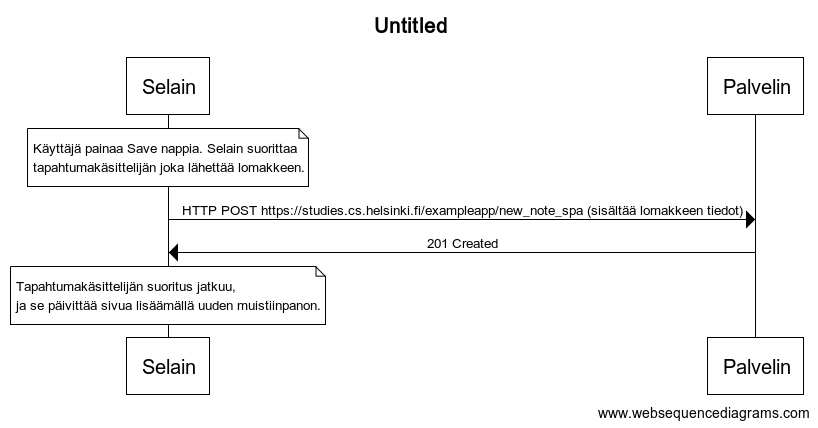 Untitled
Selain
Palvelin
Käyttäjä painaa Save nappia. Selain suorittaa
tapahtumakäsittelijän joka lähettää lomakkeen.
HTTP POST https://studies.cs.helsinki.fi/exampleapp/new_note_spa (sisältää lomakkeen tiedot)
201 Created
Tapahtumakäsittelijän suoritus jatkuu,
ja se päivittää sivua lisäämällä uuden muistiinpanon.
Selain
Palvelin
www.websequencediagrams.com